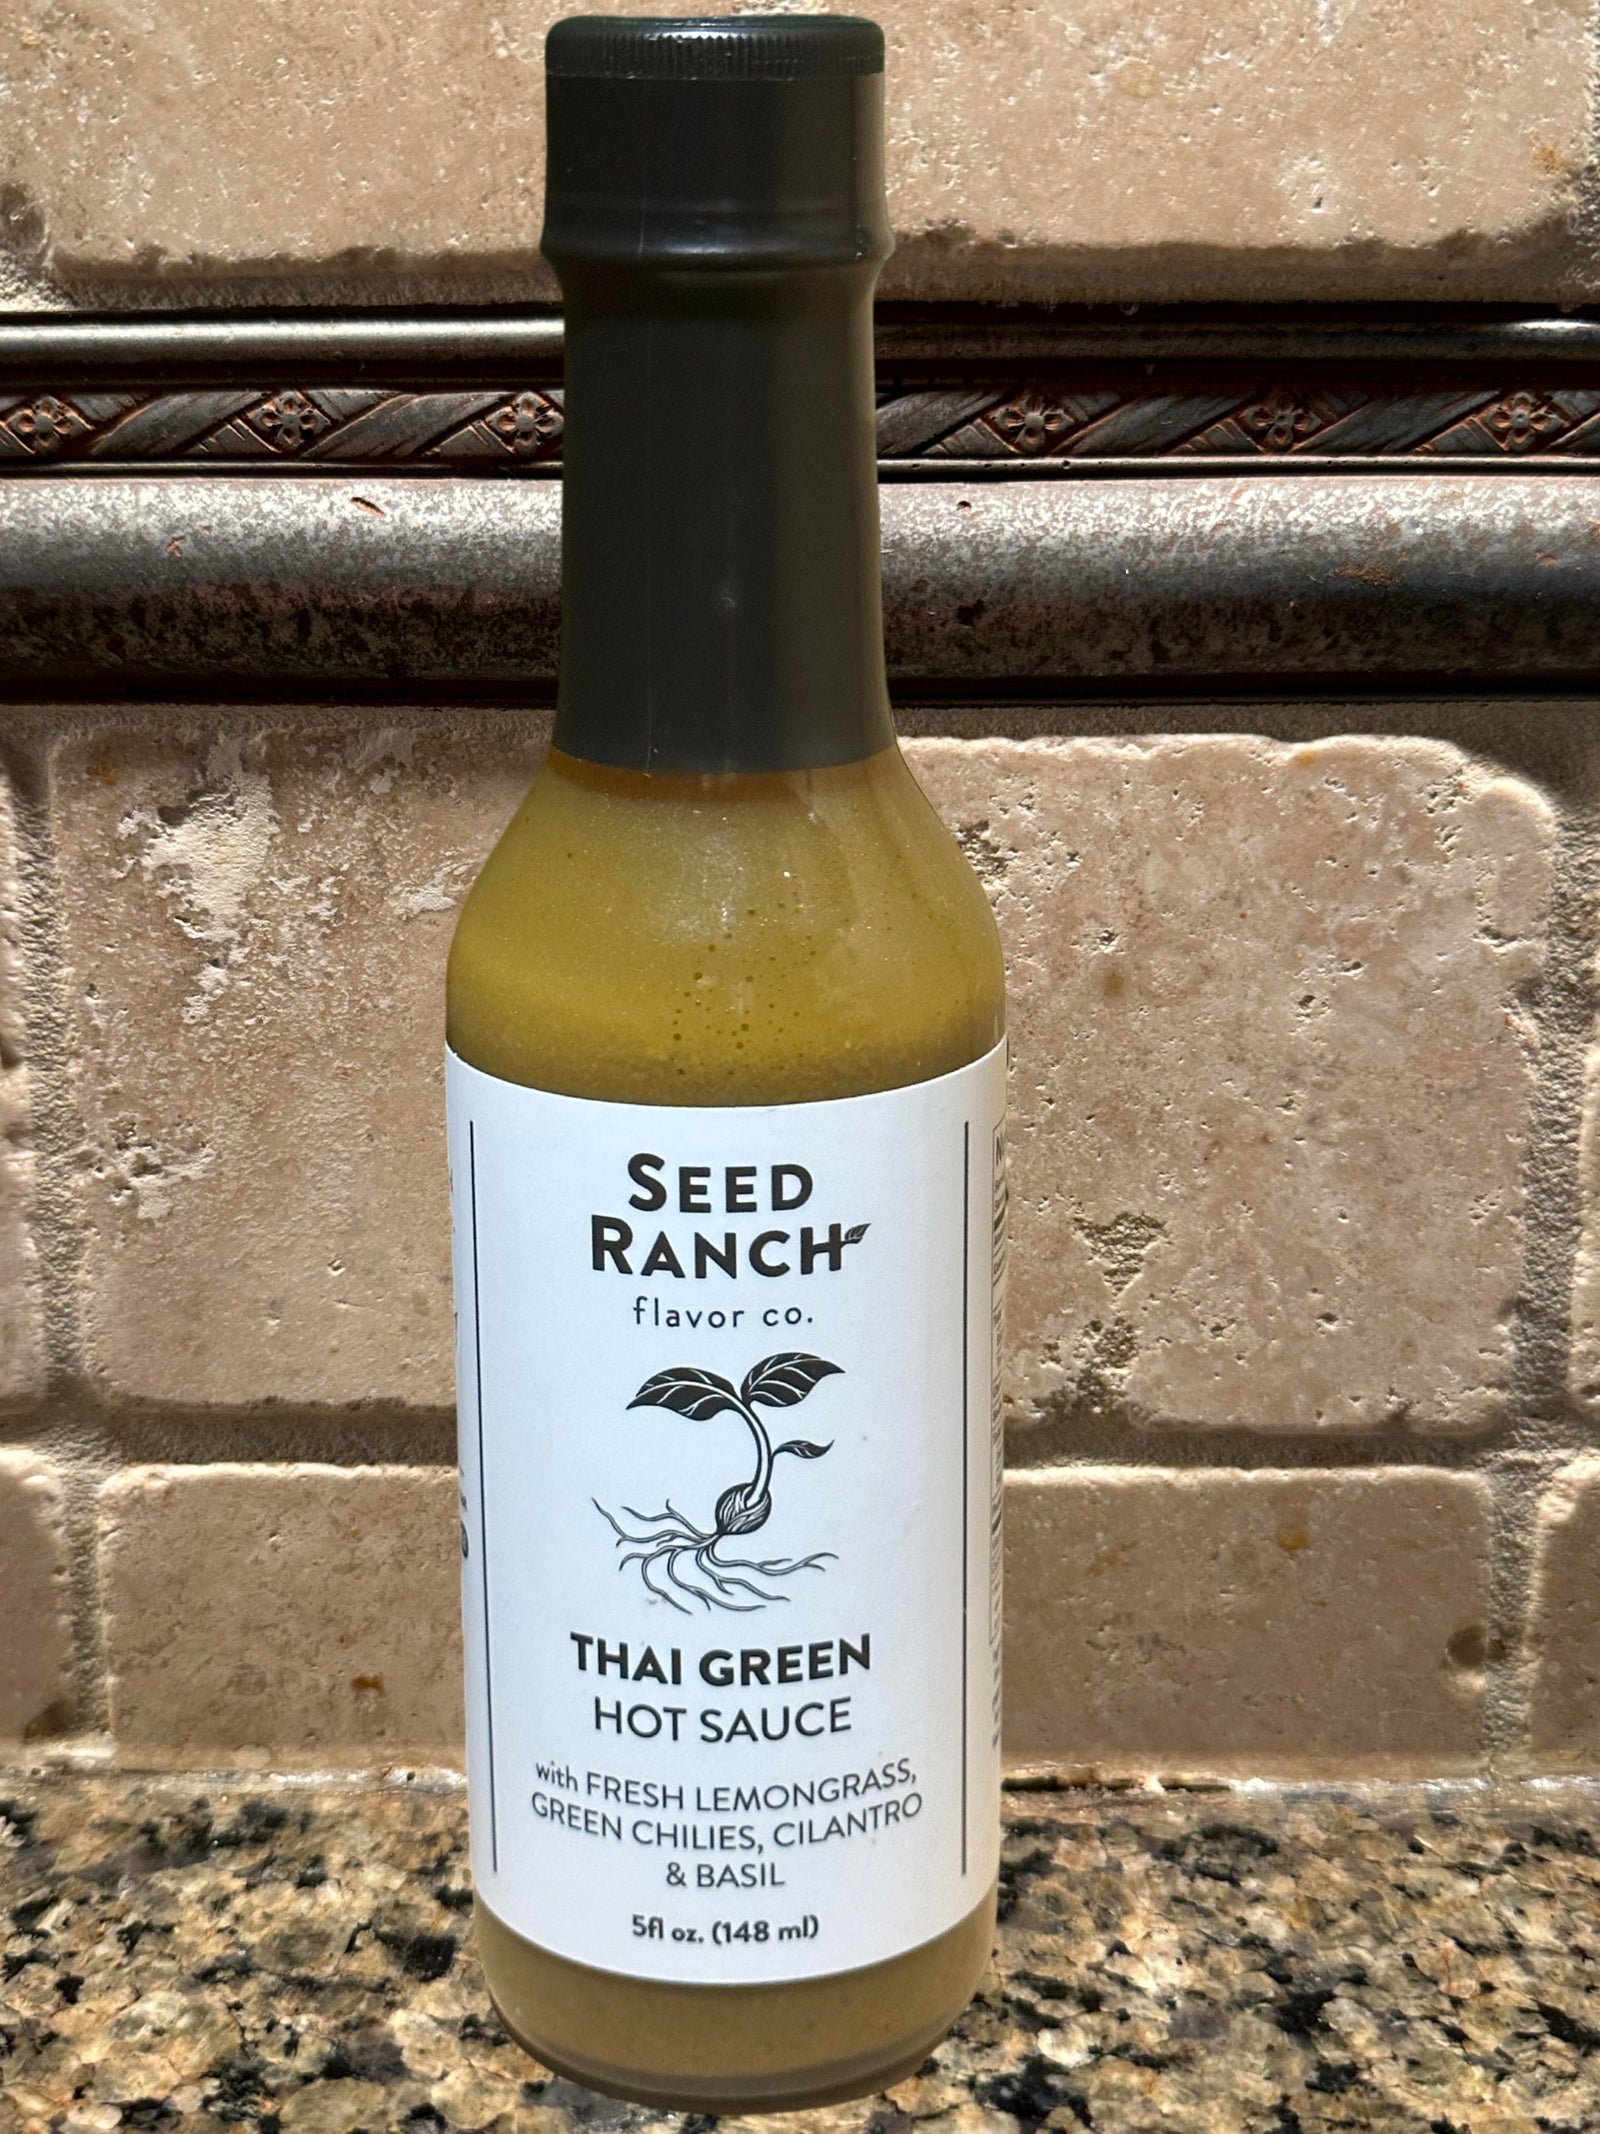 SEED
RANCH
flavor co.
THAI GREEN
HOT SAUCE
with FRESH LEMONGRASS,
GREEN CHILIES, CILANTRO
& BASIL
5fl oz. (148 ml)